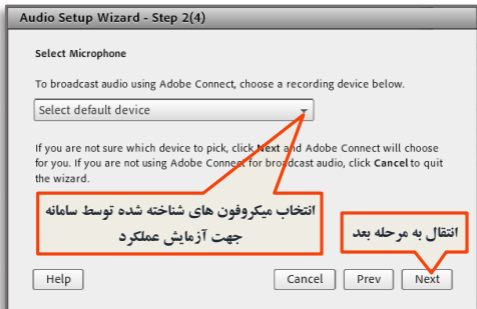 Audio Setup Wizard - Step 2(4)
Select Microphone
To broadcast audio using Adobe Connect, choose a recording device below.
Select default device
If you are not sure which device to pick, click Next and Adobe Connect will choose
for you. If you are not using Adobe Connect for broadcast audio, click Cancel to quit
the wizard.
انتخاب میکروفون های شناخته شده توسط سامانه
جهت آزمایش عملکرد
انتقال به مرحله بعد
Help
Cancel
Prev
Next